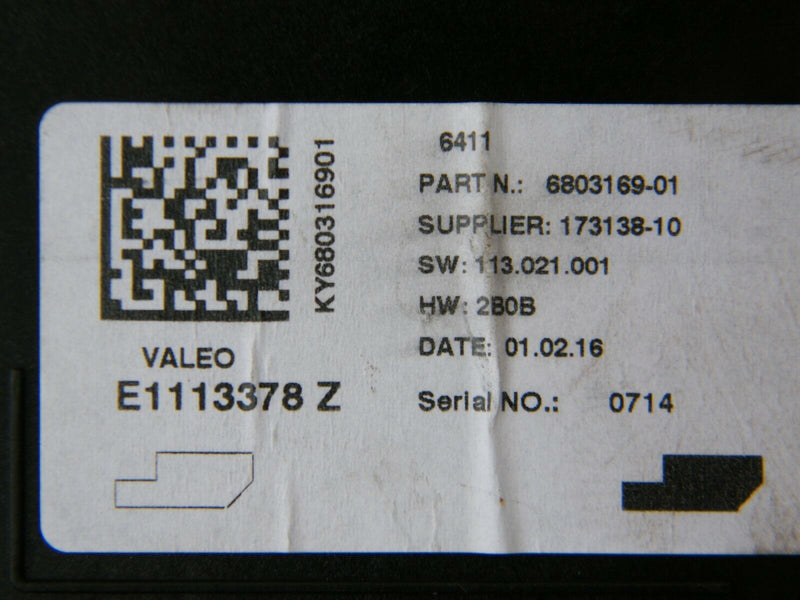 KY680316901
VALEO
E1113378 Z
6411
PART N.: 6803169-01
SUPPLIER: 173138-10
SW: 113.021.001
HW: 2B0B
DATE: 01.02.16
Serial NO.: 0714